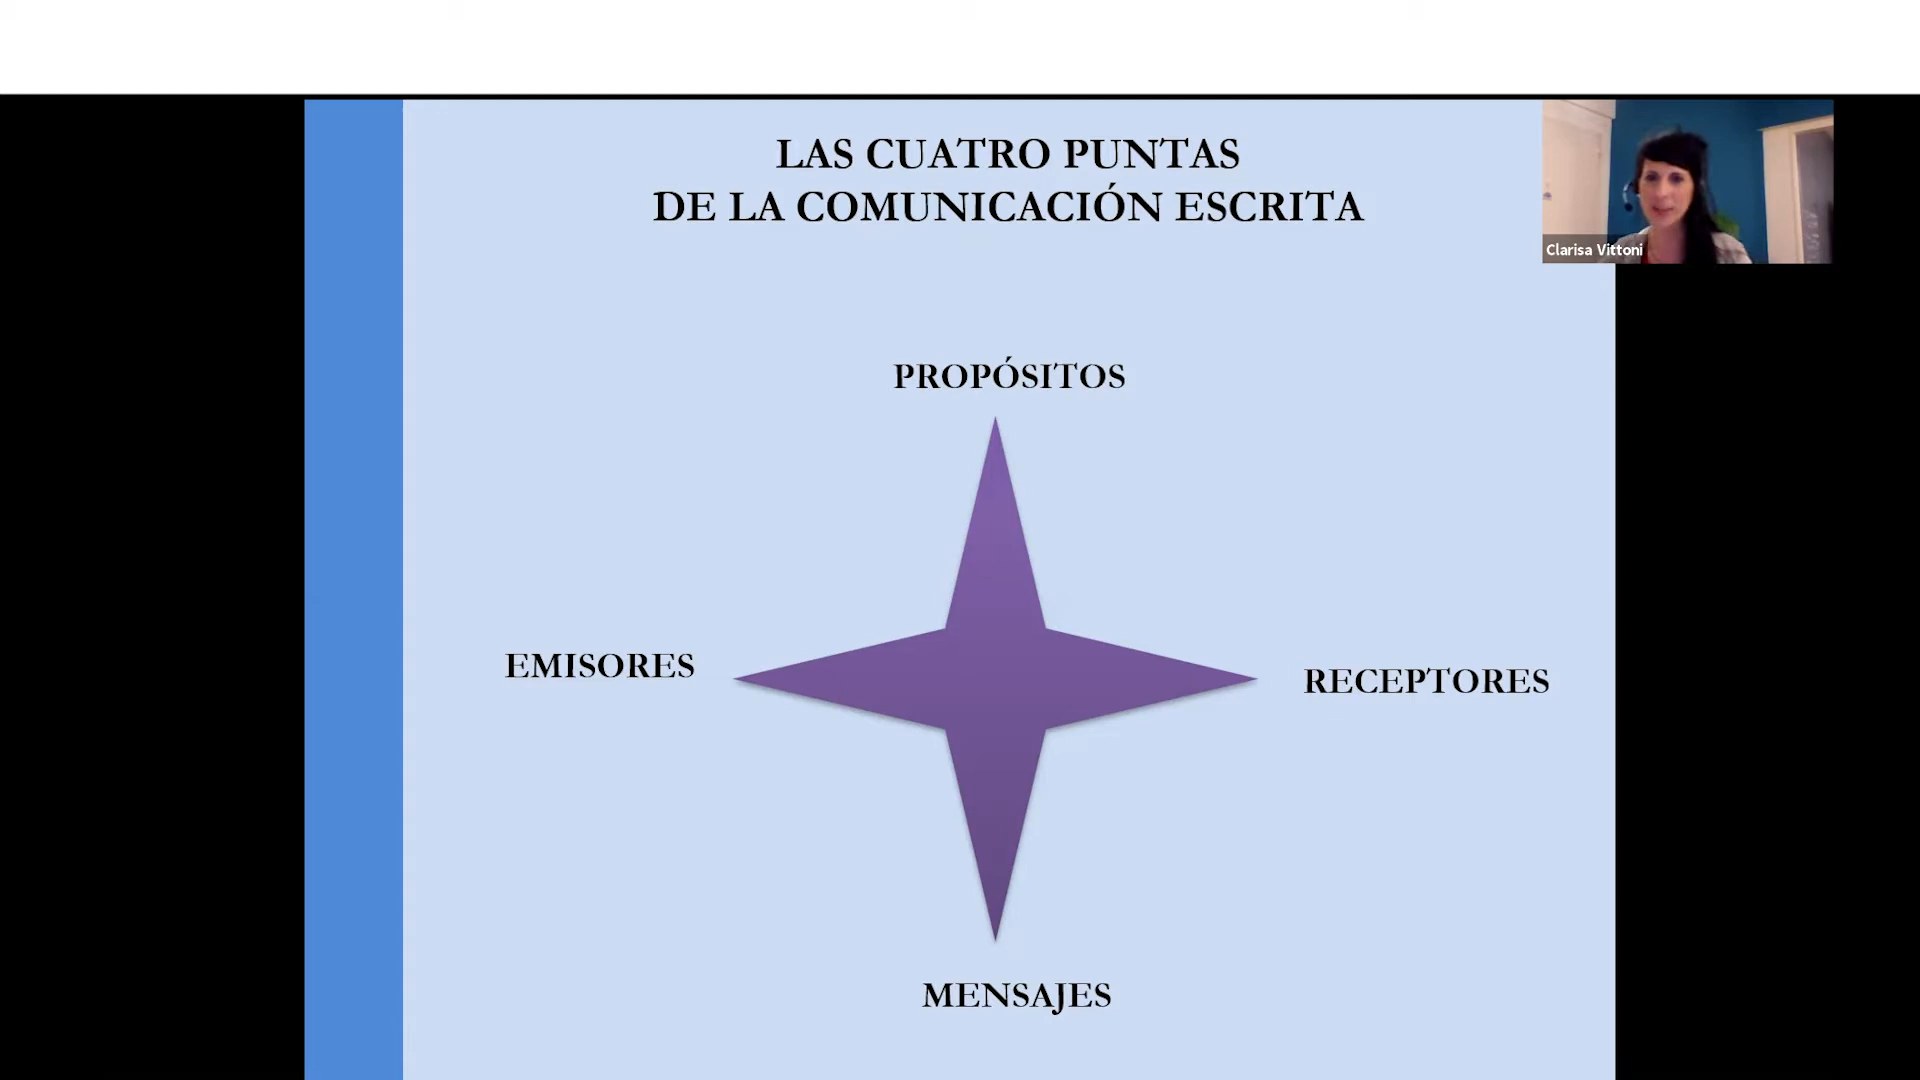 LAS CUATRO PUNTAS
DE LA COMUNICACIÓN ESCRITA
Clarisa Vittoni
PROPÓSITOS
EMISORES
RECEPTORES
MENSAJES